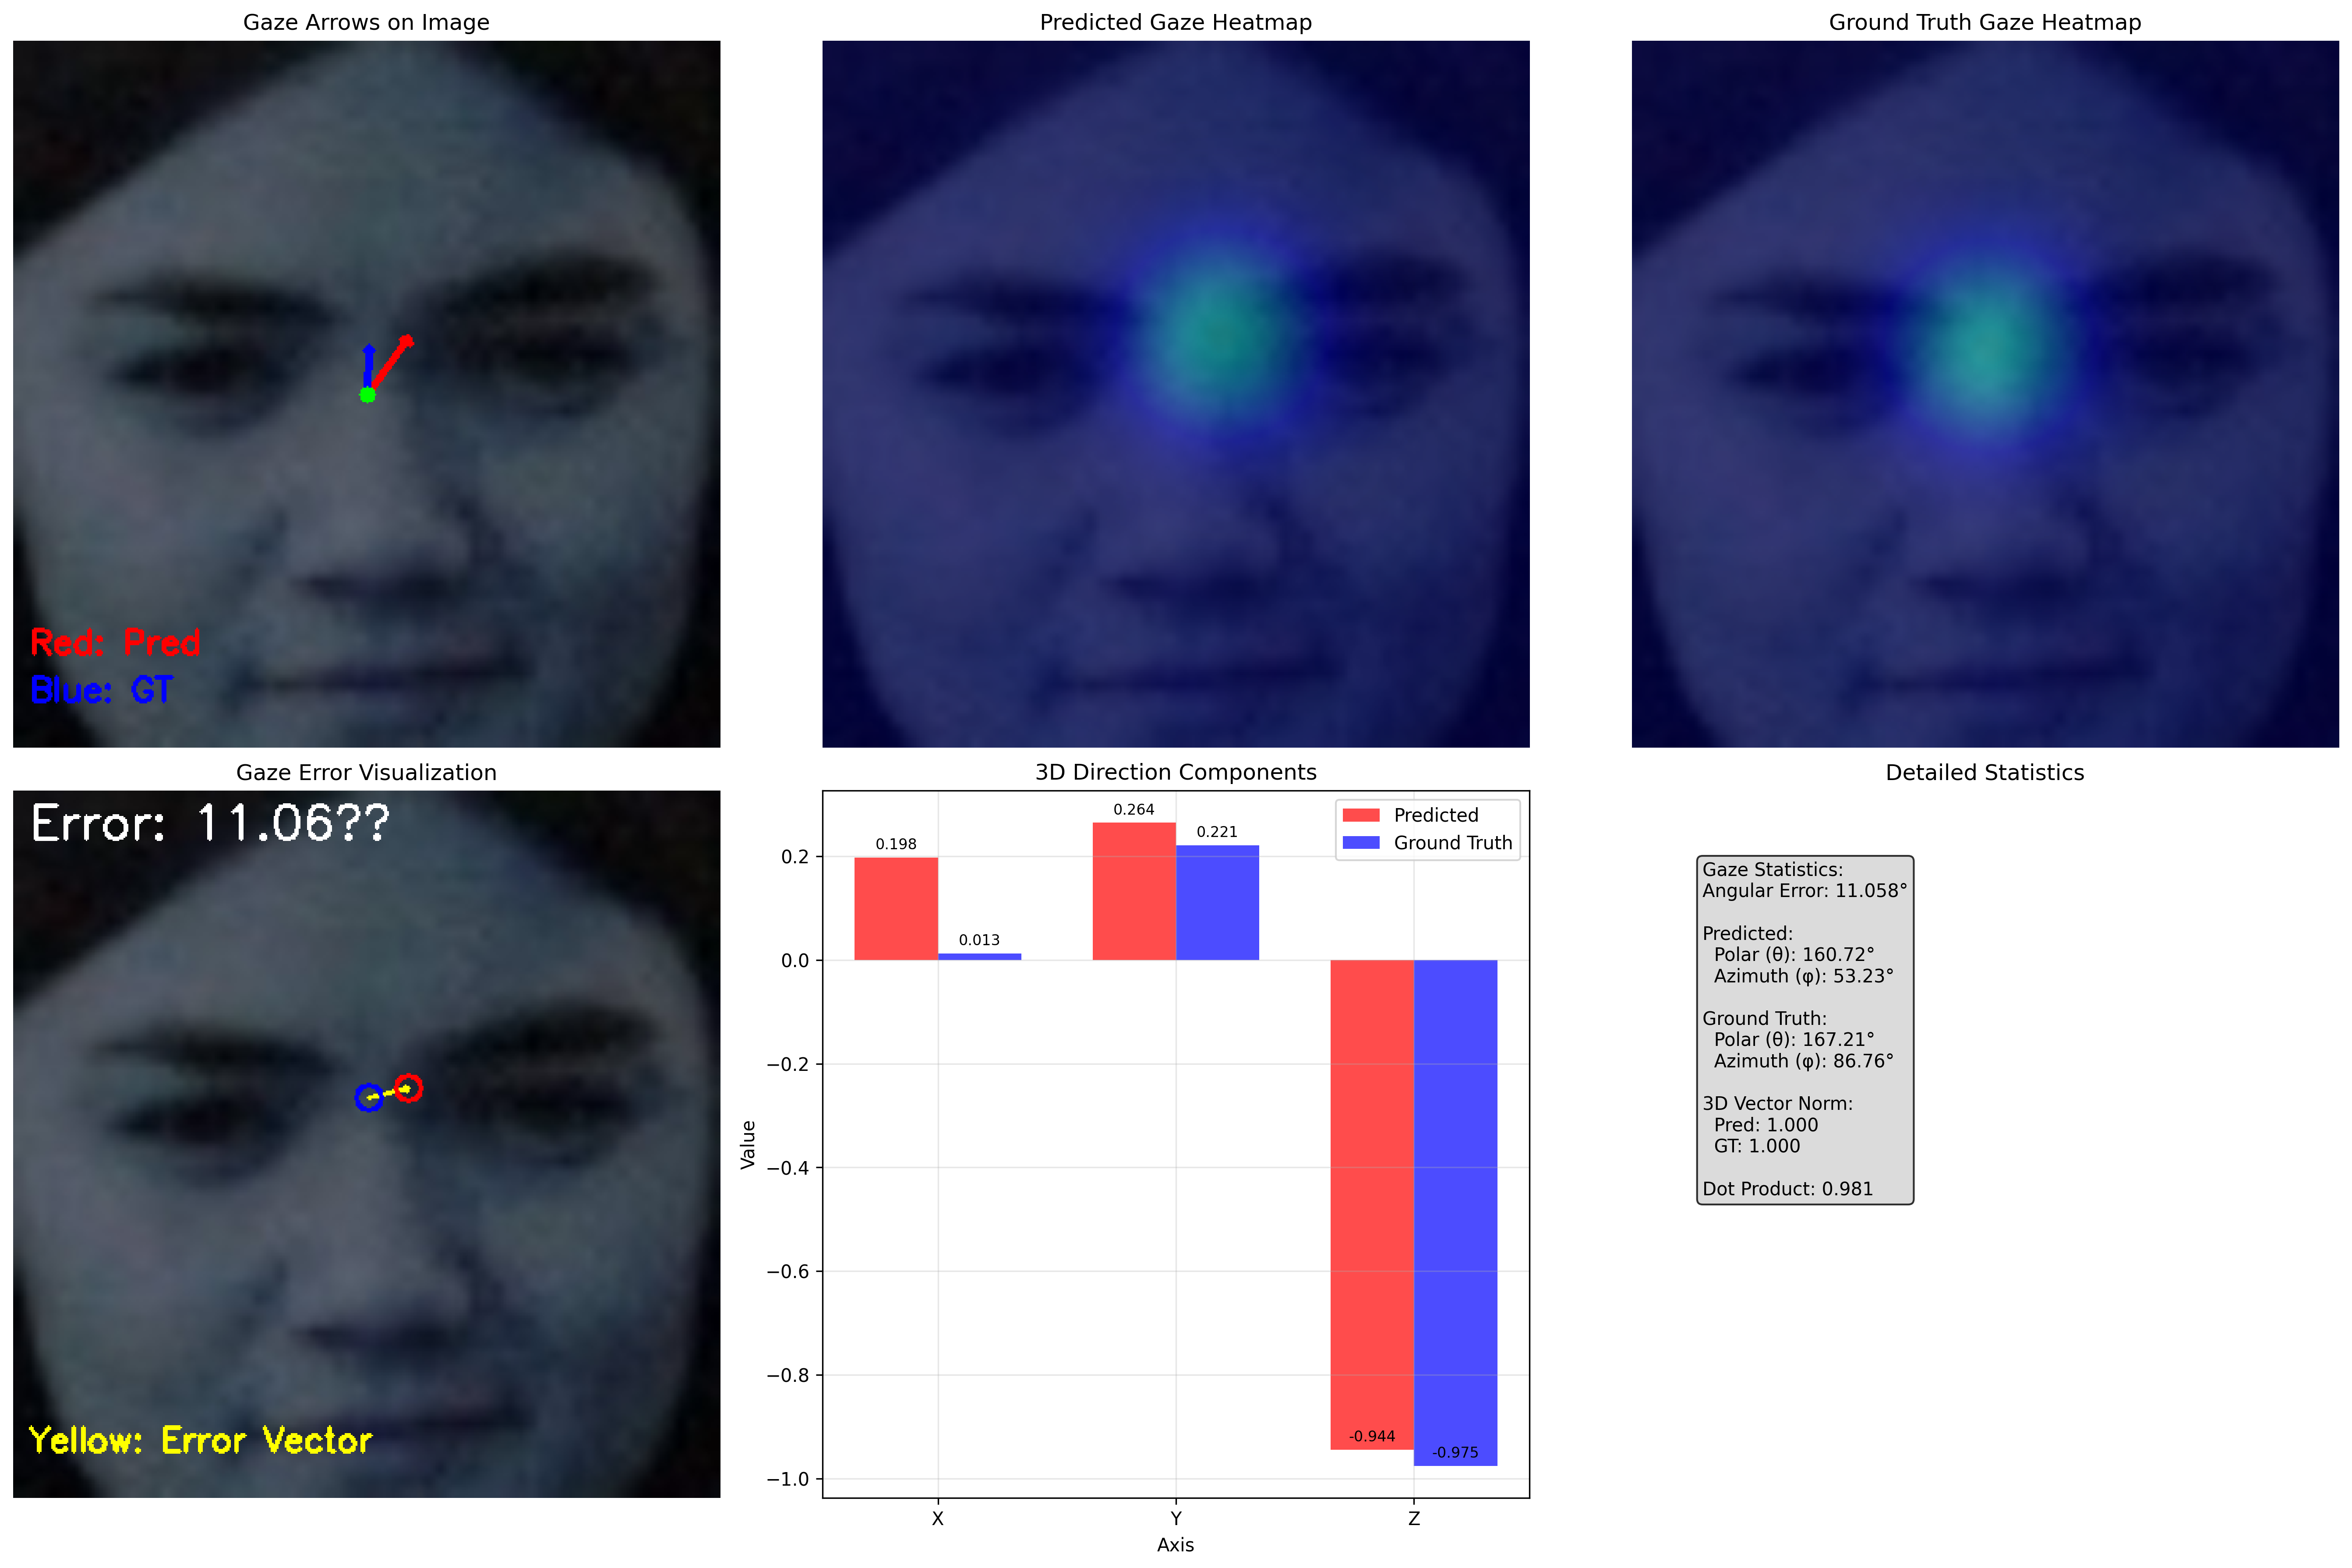 Gaze Arrows on Image
Red: Pred
Blue: GT
Predicted Gaze Heatmap
Ground Truth Gaze Heatmap
Gaze Error Visualization
Error: 11.06??
Yellow: Error Vector
3D Direction Components
Predicted
Ground Truth
0.198
0.013
0.264
0.221
-0.944
-0.975
0.2
0.0
−0.2
−0.4
−0.6
−0.8
−1.0
Value
X
Y
Z
Axis
Detailed Statistics
Gaze Statistics:
Angular Error: 11.058°
Predicted:
Polar (θ): 160.72°
Azimuth (φ): 53.23°
Ground Truth:
Polar (θ): 167.21°
Azimuth (φ): 86.76°
3D Vector Norm:
Pred: 1.000
GT: 1.000
Dot Product: 0.981